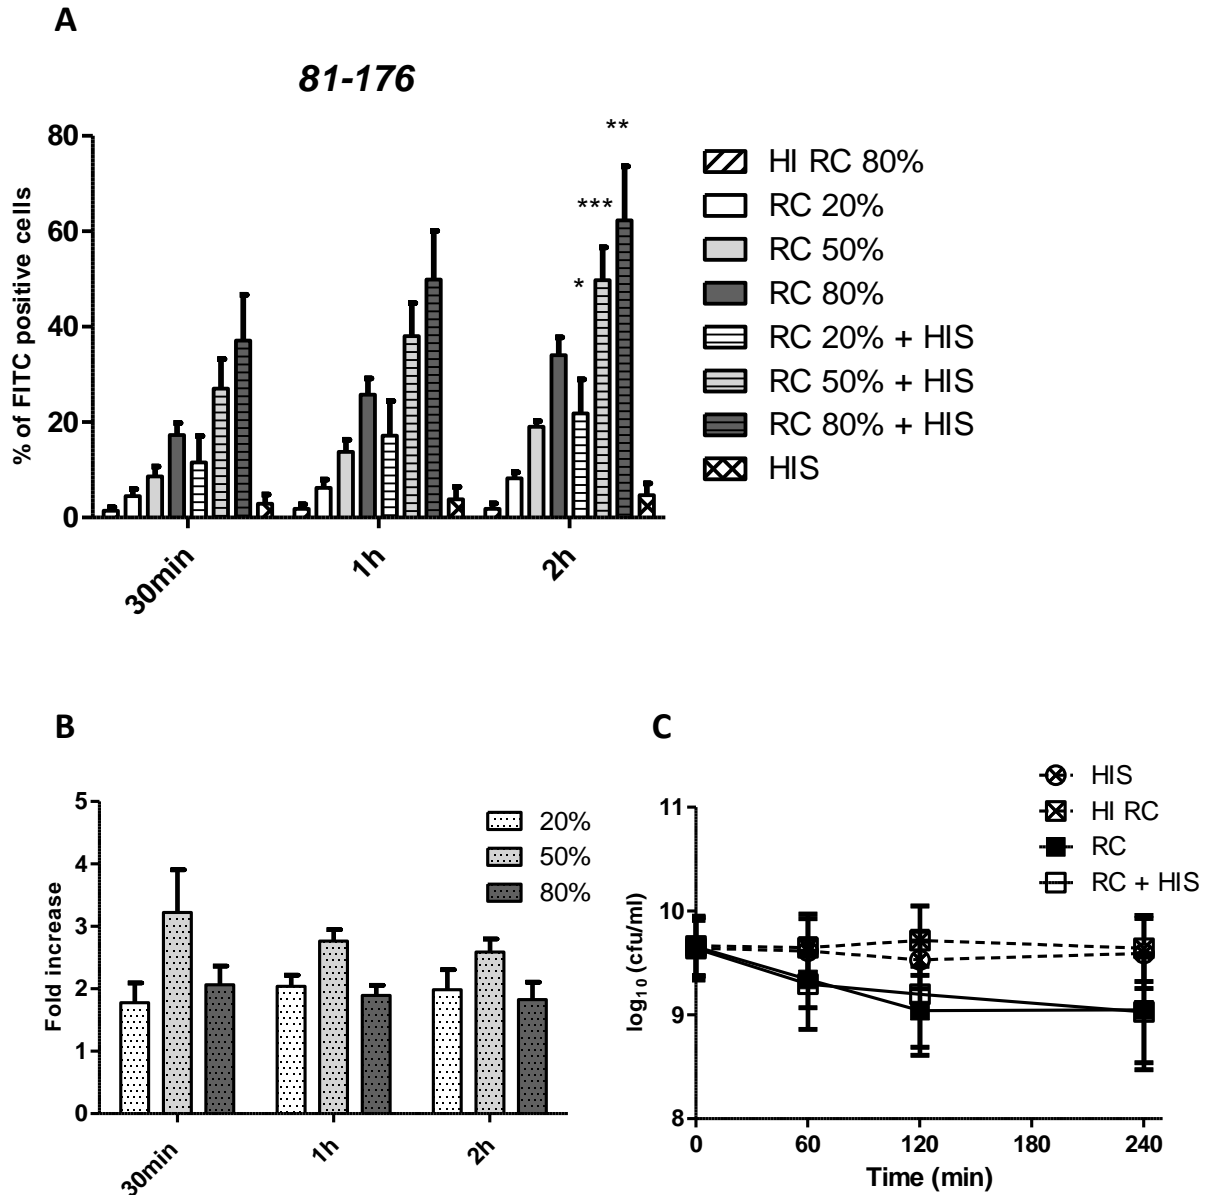 A
81-176
**
***
*
80
60
40
20
0
% of FITC positive cells
30min
1h
2h
HI RC 80%
RC 20%
RC 50%
RC 80%
RC 20% + HIS
RC 50% + HIS
RC 80% + HIS
HIS
B
5
4
3
2
1
0
Fold increase
20%
50%
80%
30min
1h
2h
C
HIS
HI RC
RC
RC + HIS
11
10
9
8
log₁₀ (cfu/ml)
0 60 120 180 240
Time (min)